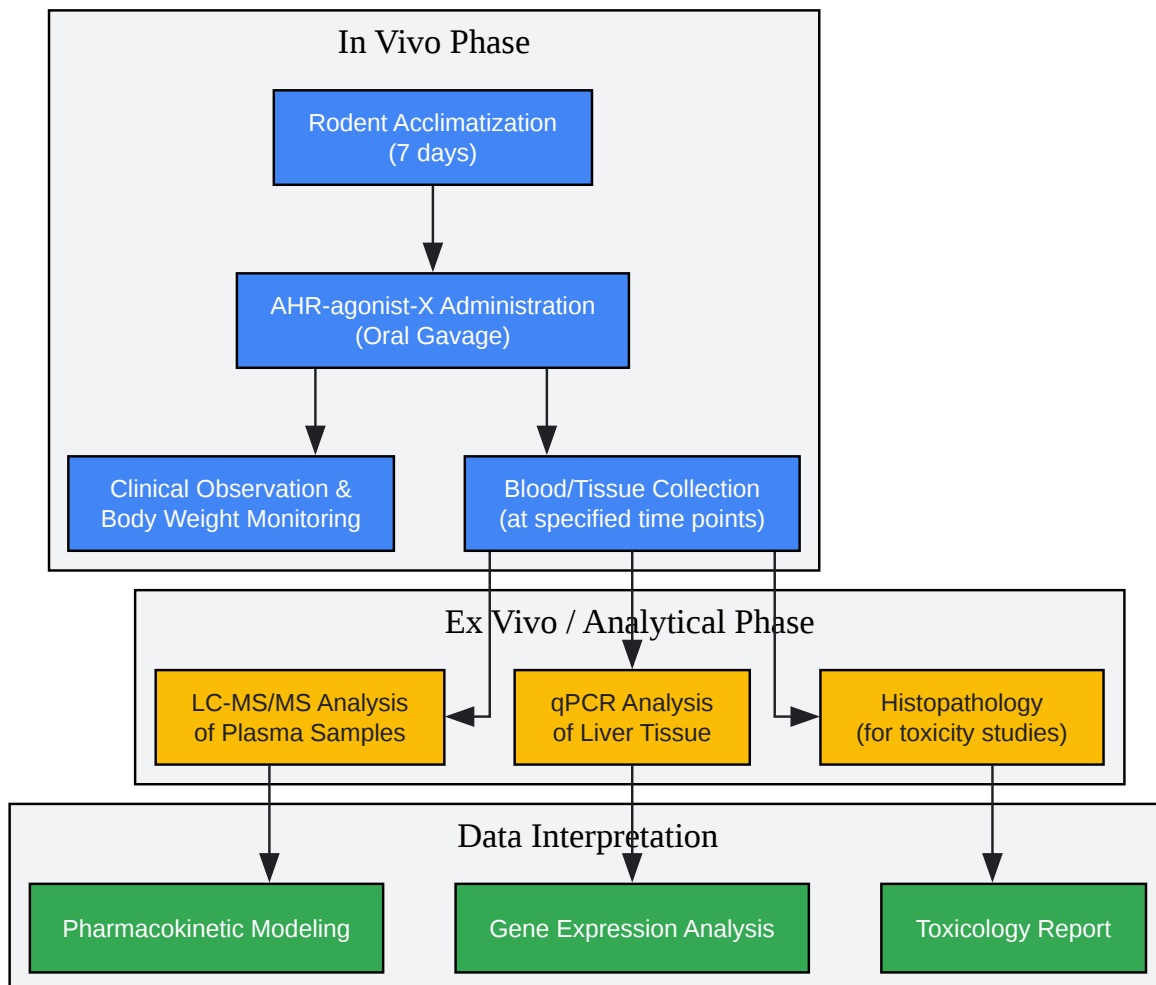 In Vivo Phase
Rodent Acclimatization
(7 days)
AHR-agonist-X Administration
(Oral Gavage)
Clinical Observation &
Body Weight Monitoring
Blood/Tissue Collection
(at specified time points)
Ex Vivo / Analytical Phase
LC-MS/MS Analysis
of Plasma Samples
qPCR Analysis
of Liver Tissue
Histopathology
(for toxicity studies)
Data Interpretation
Pharmacokinetic Modeling
Gene Expression Analysis
Toxicology Report